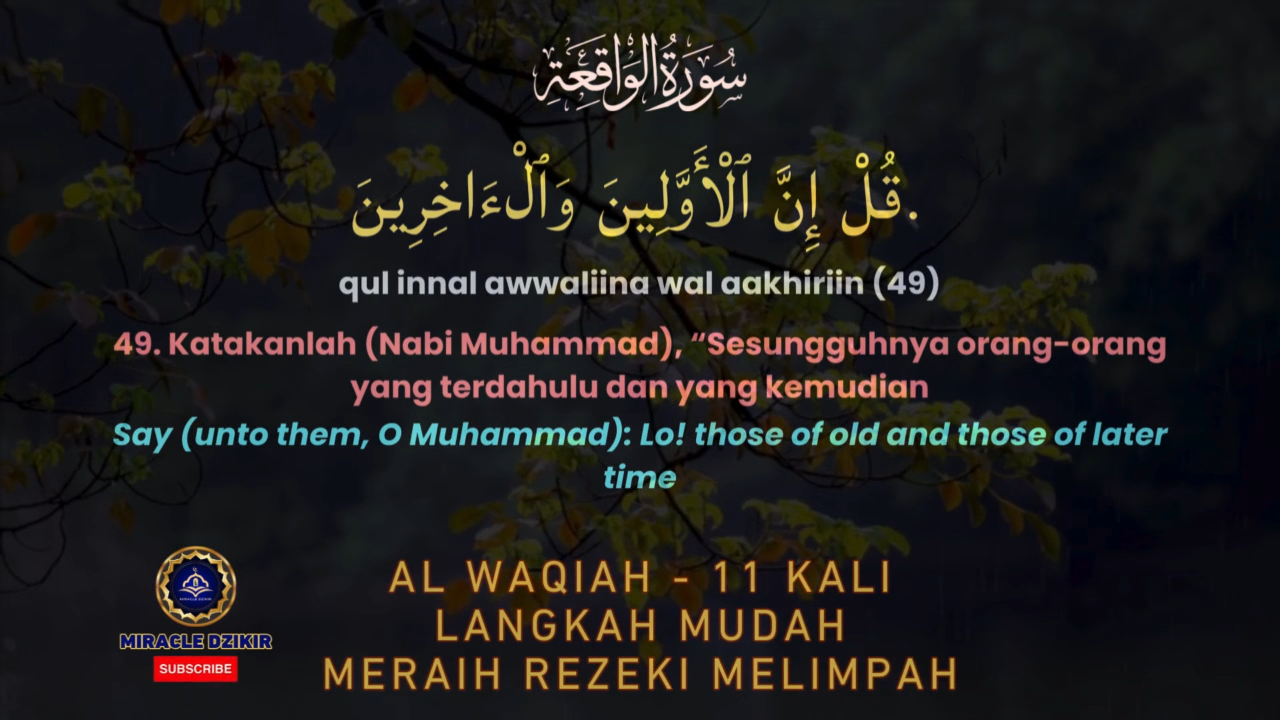 سُورَةُ الوَاقِعَةِ
قُلْ إِنَّ ٱلْأَوَّلِينَ وَٱلْءَاخِرِينَ.
qul innal awwaliina wal aakhiriin (49)
49. Katakanlah (Nabi Muhammad), “Sesungguhnya orang-orang
yang terdahulu dan yang kemudian
Say (unto them, O Muhammad): Lo! those of old and those of later
time
AL WAQIAH - 11 KALI
LANGKAH MUDAH
MERAIH REZEKI MELIMPAH
MIRACLE DZIKIR
MIRACLE DZIKIR
SUBSCRIBE